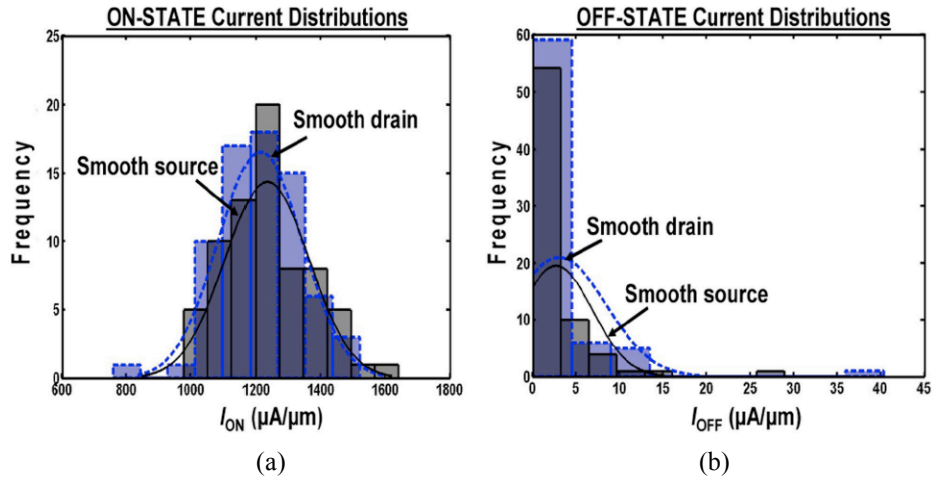 ON-STATE Current Distributions
25
20
15
10
5
0
600 800 1000 1200 1400 1600 1800
Frequency
Smooth drain
Smooth source
I_ON (µA/µm)
(a)
OFF-STATE Current Distributions
60
50
40
30
20
10
0
0 5 10 15 20 25 30 35 40 45
Frequency
Smooth drain
Smooth source
I_OFF (µA/µm)
(b)